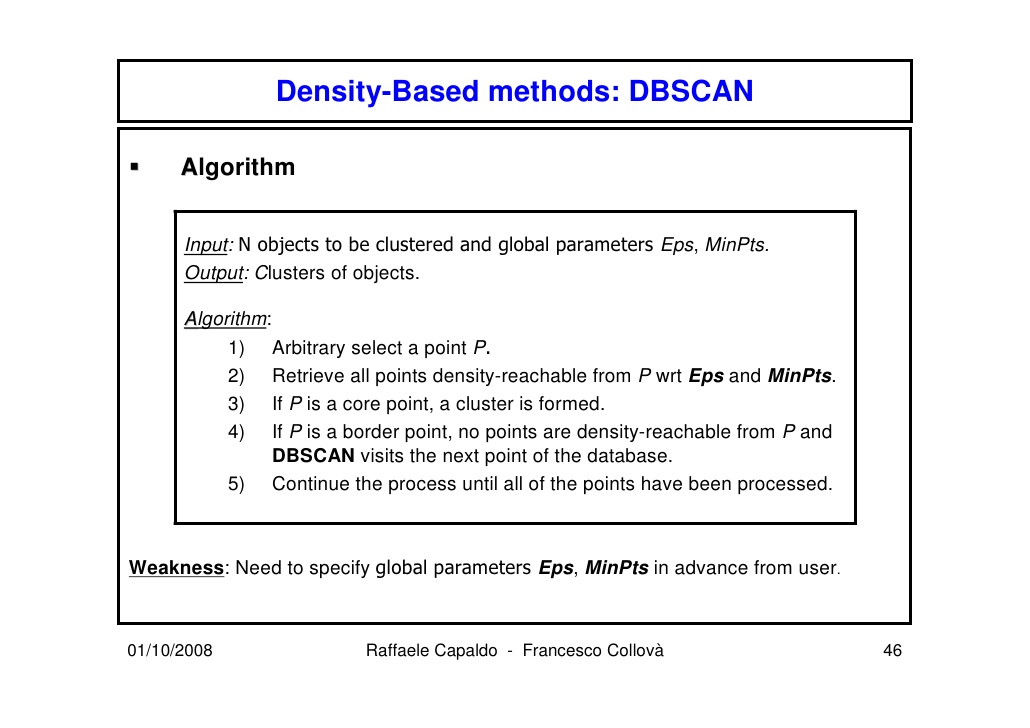 Density-Based methods: DBSCAN
▪ Algorithm
Input: N objects to be clustered and global parameters Eps, MinPts.
Output: Clusters of objects.
Algorithm:
1) Arbitrary select a point P.
2) Retrieve all points density-reachable from P wrt Eps and MinPts.
3) If P is a core point, a cluster is formed.
4) If P is a border point, no points are density-reachable from P and
DBSCAN visits the next point of the database.
5) Continue the process until all of the points have been processed.
Weakness: Need to specify global parameters Eps, MinPts in advance from user.
01/10/2008 Raffaele Capaldo - Francesco Collovà 46